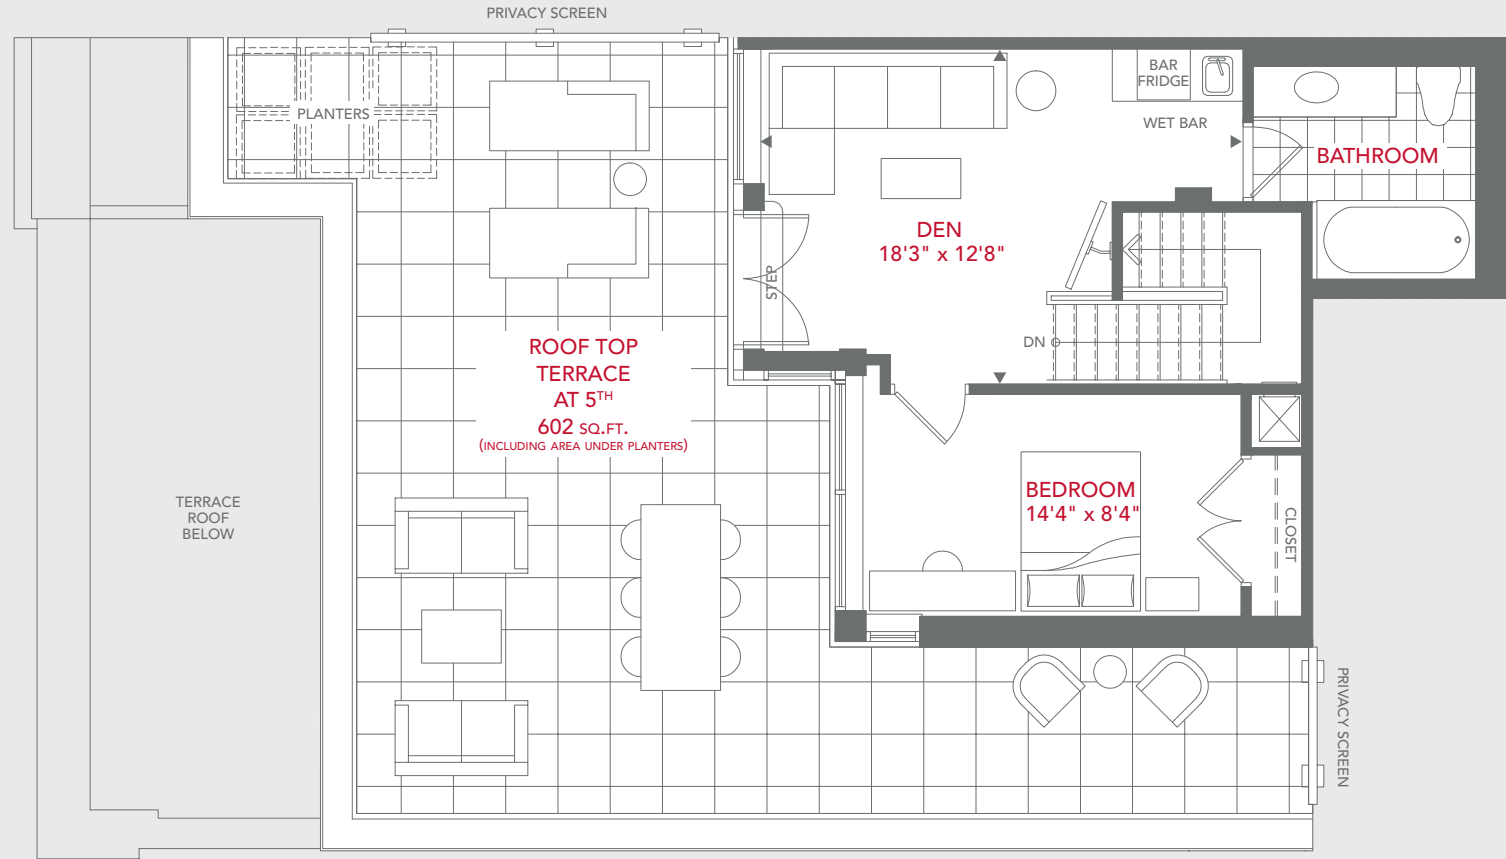 PRIVACY SCREEN
PLANTERS
BAR
FRIDGE
WET BAR
BATHROOM
DEN
18'3" x 12'8"
STEP
DN
ROOF TOP
TERRACE
AT 5TH
602 SQ.FT.
(INCLUDING AREA UNDER PLANTERS)
TERRACE
ROOF
BELOW
BEDROOM
14'4" x 8'4"
CLOSET
PRIVACY SCREEN